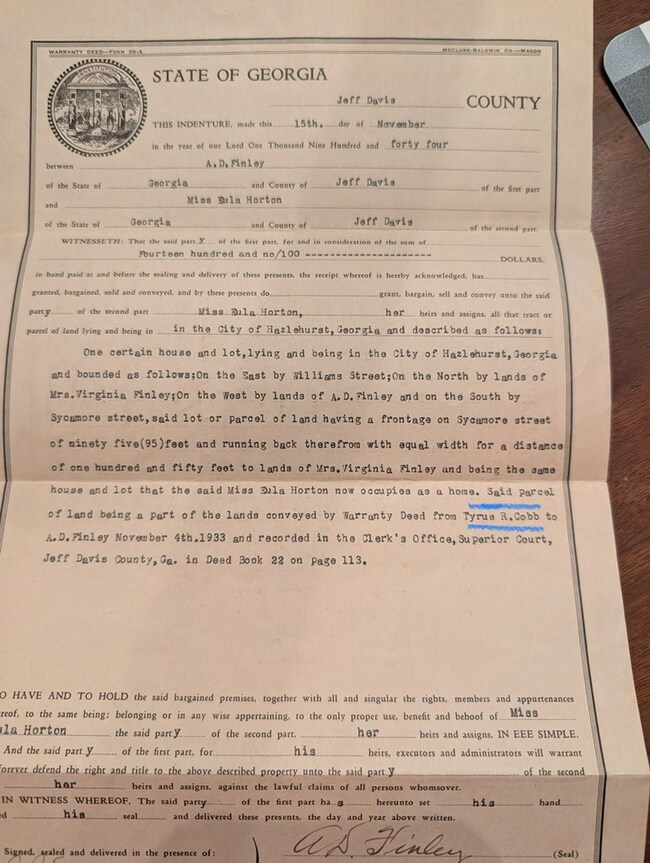 WARRANTY DEED—FORM 26-A McCLURE-BALDWIN CO.—MACON
STATE OF GEORGIA
Jeff Davis COUNTY
THIS INDENTURE, made this 15th. day of November
in the year of our Lord One Thousand Nine Hundred and forty four
between A.D.Finley
of the State of Georgia and County of Jeff Davis of the first part
and Miss Eula Horton
of the State of Georgia and County of Jeff Davis of the second part.
WITNESSETH: That the said part y of the first part, for and in consideration of the sum of
Fourteen hundred and no/100 -------------------- DOLLARS,
in hand paid at and before the sealing and delivery of these presents, the receipt whereof is hereby acknowledged, has
granted, bargained, sold and conveyed, and by these presents do grant, bargain, sell and convey unto the said
party of the second part Miss Eula Horton, her heirs and assigns, all that tract or
parcel of land lying and being in in the City of Hazlehurst, Georgia and described as follows:
One certain house and lot,lying and being in the City of Hazlehurst,Georgia
and bounded as follows;On the East by Williams Street;On the North by lands of
Mrs.Virginia Finley;On the West by lands of A.D.Finley and on the South by
Sycamore street,said lot or parcel of land having a frontage on Sycamore street
of ninety five(95)feet and running back therefrom with equal width for a distance
of one hundred and fifty feet to lands of Mrs.Virginia Finley and being the same
house and lot that the said Miss Eula Horton now occupies as a home. Said parcel
of land being a part of the lands conveyed by Warranty Deed from Tyrus R.Cobb to
A.D.Finley November 4th.1933 and recorded in the Clerk's Office,Superior Court,
Jeff Davis County,Ga. in Deed Book 22 on page 113.
O HAVE AND TO HOLD the said bargained premises, together with all and singular the rights, members and appurtenances
ereof, to the same being; belonging or in any wise appertaining, to the only proper use, benefit and behoof of Miss
ula Horton the said party of the second part, her heirs and assigns, IN EEE SIMPLE.
And the said part y of the first part, for his heirs, executors and administrators will warrant
forever defend the right and title to the above described property unto the said part y of the second
her heirs and assigns, against the lawful claims of all persons whomsover.
IN WITNESS WHEREOF, The said party of the first part ha s hereunto set his hand
d his seal and delivered these presents, the day and year above written.
Signed, sealed and delivered in the presence of: ) A.D. Finley (Seal)